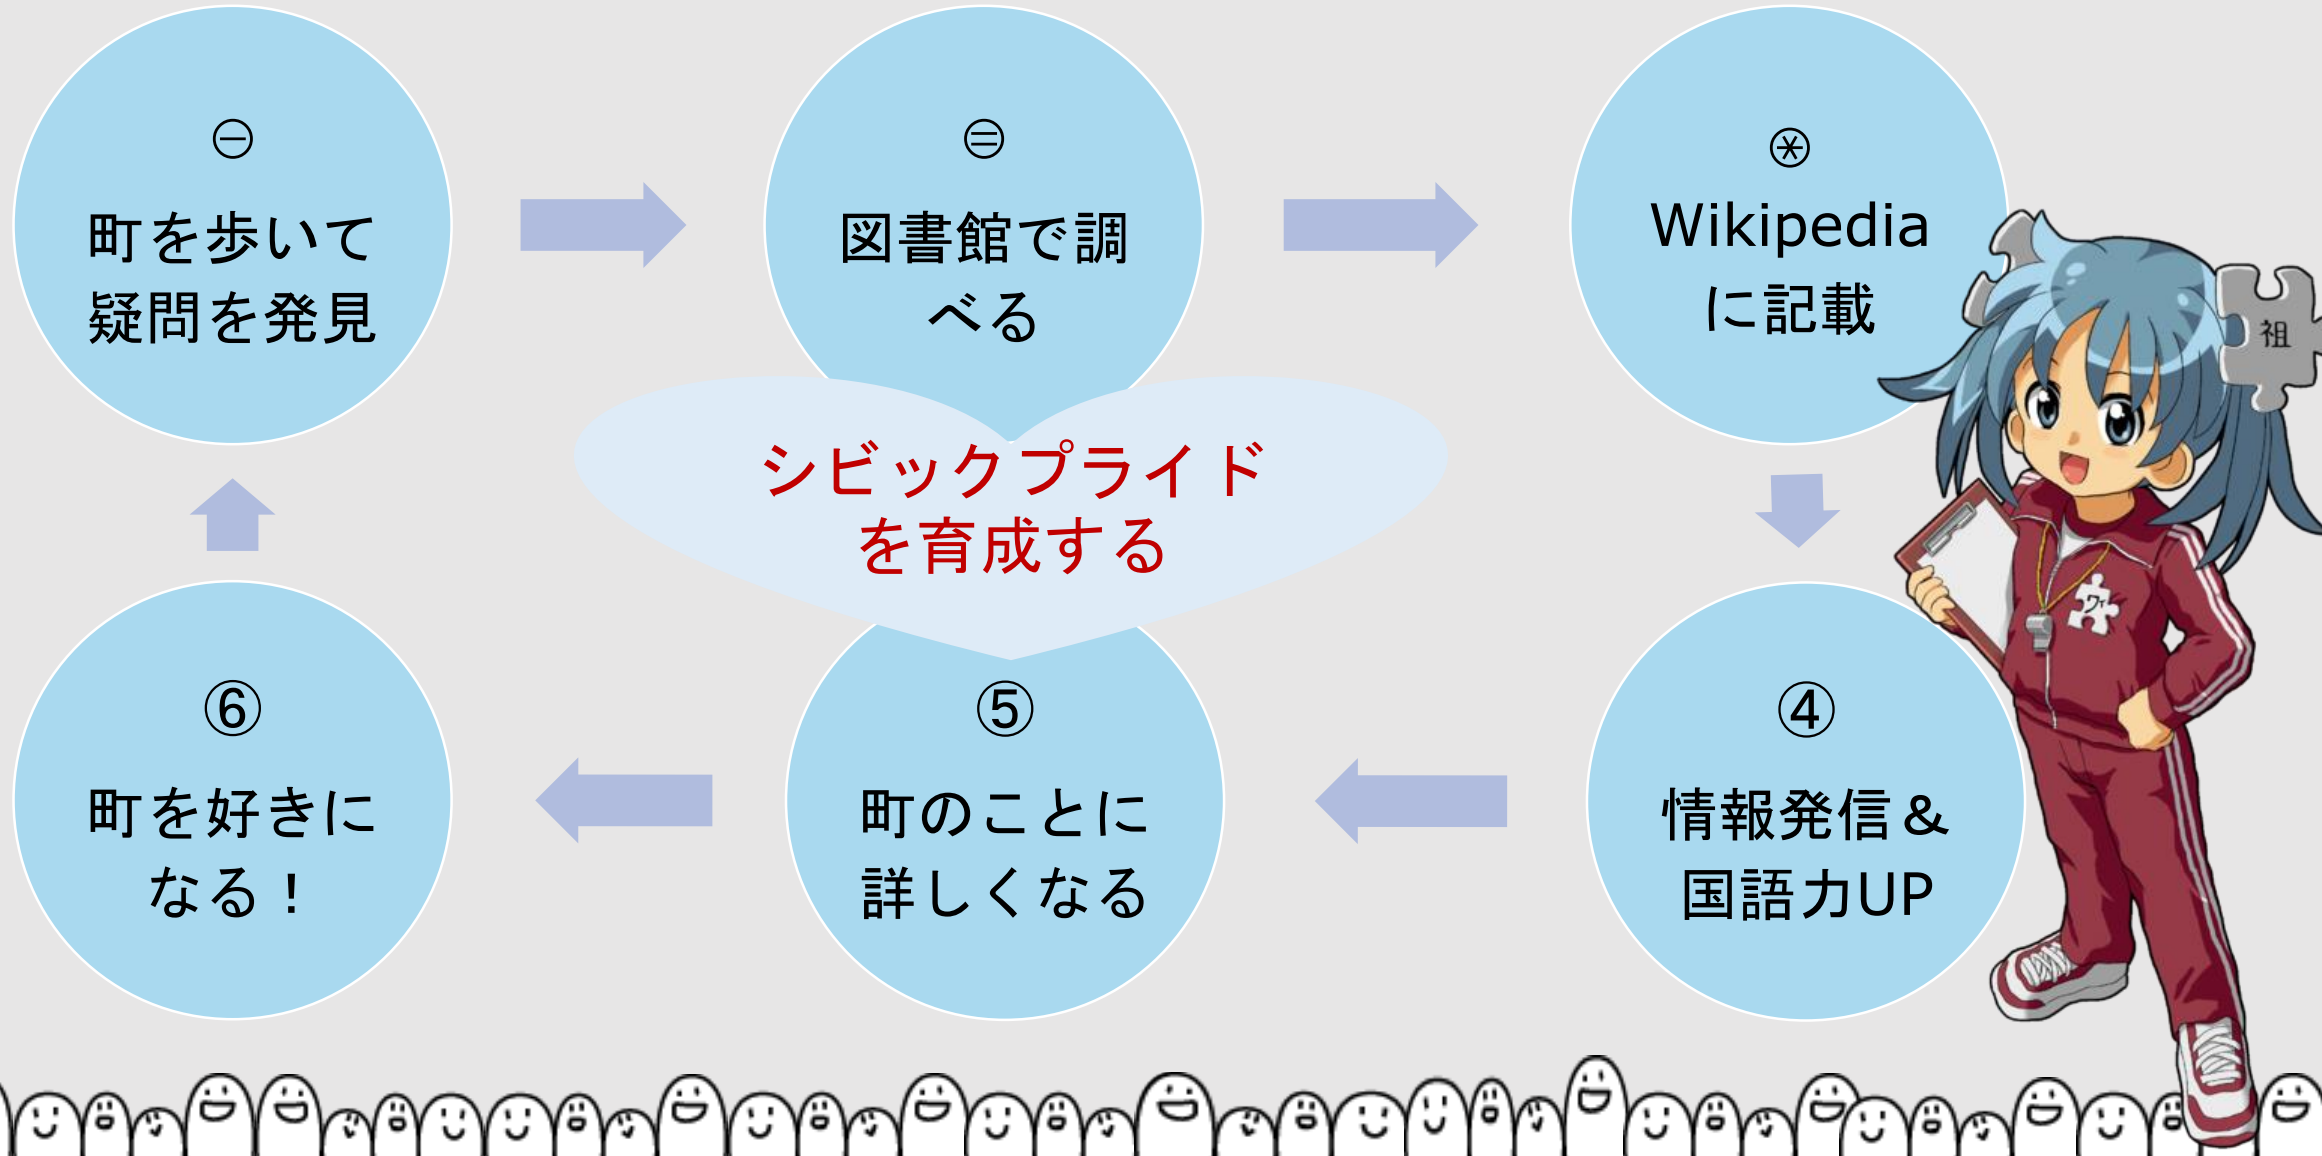 ㊀
町を歩いて
疑問を発見
㊁
図書館で調
べる
㊛
Wikipedia
に記載
シビックプライド
を育成する
⑥
町を好きに
なる！
⑤
町のことに
詳しくなる
④
情報発信＆
国語力UP
祖
ワィ